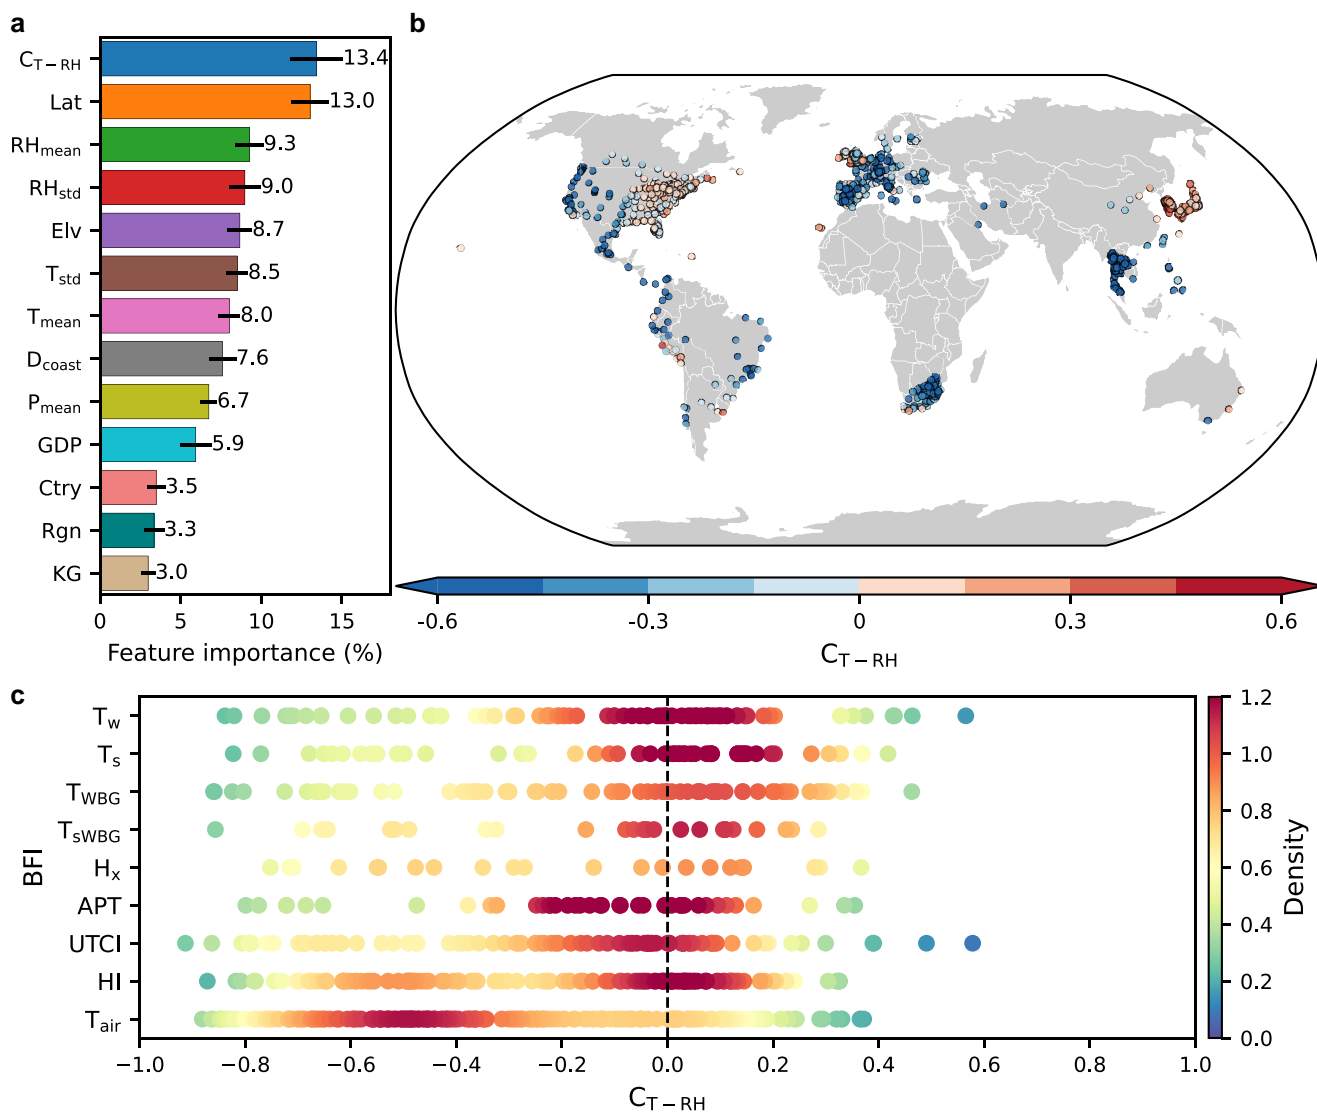 a
C_T−RH
13.4
Lat
13.0
RH_mean
9.3
RH_std
9.0
Elv
8.7
T_std
8.5
T_mean
8.0
D_coast
7.6
P_mean
6.7
GDP
5.9
Ctry
3.5
Rgn
3.3
KG
3.0
0 5 10 15
Feature importance (%)
b
-0.6 -0.3 0 0.3 0.6
C_T−RH
c
BFI
T_w
T_s
T_WBG
T_sWBG
H_x
APT
UTCI
HI
T_air
−1.0 −0.8 −0.6 −0.4 −0.2 0.0 0.2 0.4 0.6 0.8 1.0
C_T−RH
1.2
1.0
0.8
0.6
0.4
0.2
0.0
Density